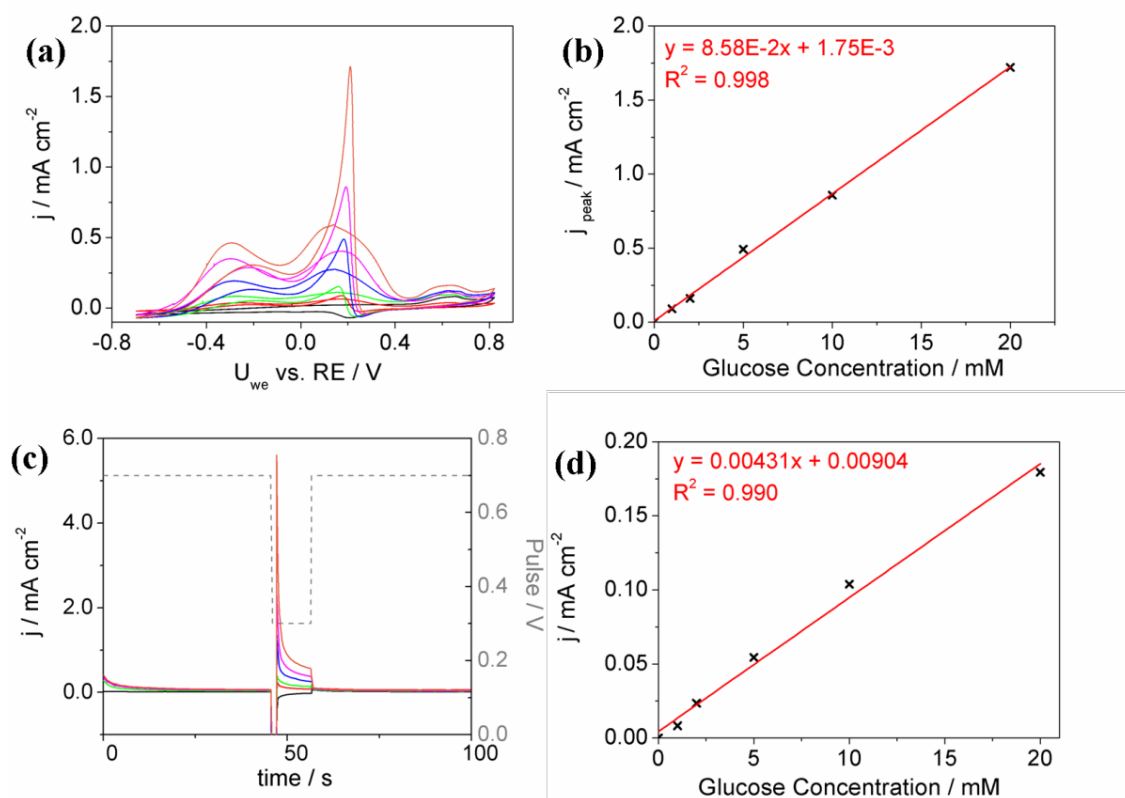 (a)
2.0
1.5
1.0
0.5
0.0
j / mA cm-2
-0.8
-0.4
0.0
0.4
0.8
Uwe vs. RE / V
(b)
y = 8.58E-2x + 1.75E-3
R2 = 0.998
2.0
1.5
1.0
0.5
0.0
j peak / mA cm-2
0
5
10
15
20
Glucose Concentration / mM
(c)
6.0
4.0
2.0
0.0
j / mA cm-2
0.8
0.6
0.4
0.2
0.0
Pulse / V
0
50
100
time / s
(d)
y = 0.00431x + 0.00904
R2 = 0.990
0.20
0.15
0.10
0.05
0.00
j / mA cm-2
0
5
10
15
20
Glucose Concentration / mM